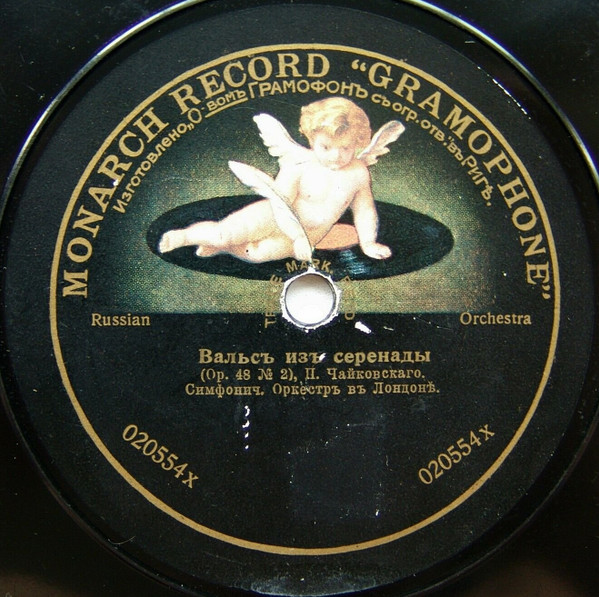 MONARCH RECORD "GRAMOPHONE"
Изготовлено „О-вомъ ГРАМОФОНЪ съ огр. отв." въ Ригѣ.
TRADE MARK
Russian Orchestra
Вальсъ изъ серенады
(Op. 48 № 2), П. Чайковскаго.
Симфонич. Оркестръ въ Лондонѣ.
020554x 020554x